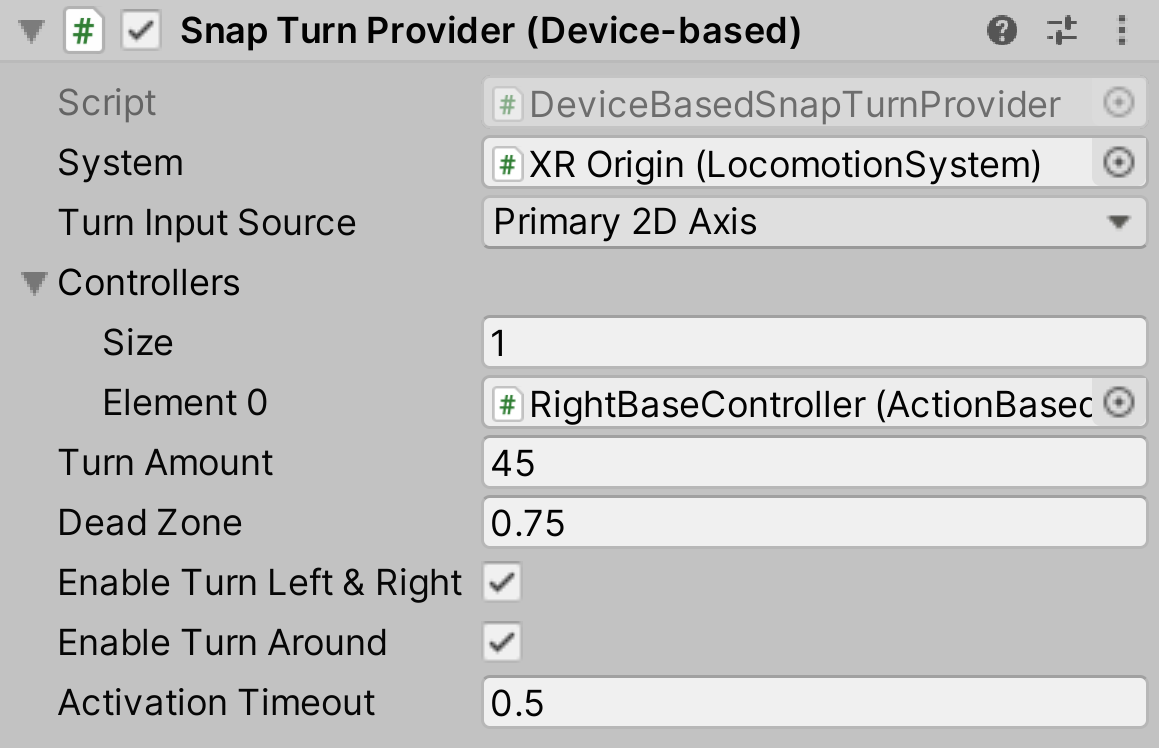 Snap Turn Provider (Device-based)
Script # DeviceBasedSnapTurnProvider
System # XR Origin (LocomotionSystem)
Turn Input Source Primary 2D Axis
Controllers
Size 1
Element 0 # RightBaseController (ActionBased
Turn Amount 45
Dead Zone 0.75
Enable Turn Left & Right
Enable Turn Around
Activation Timeout 0.5